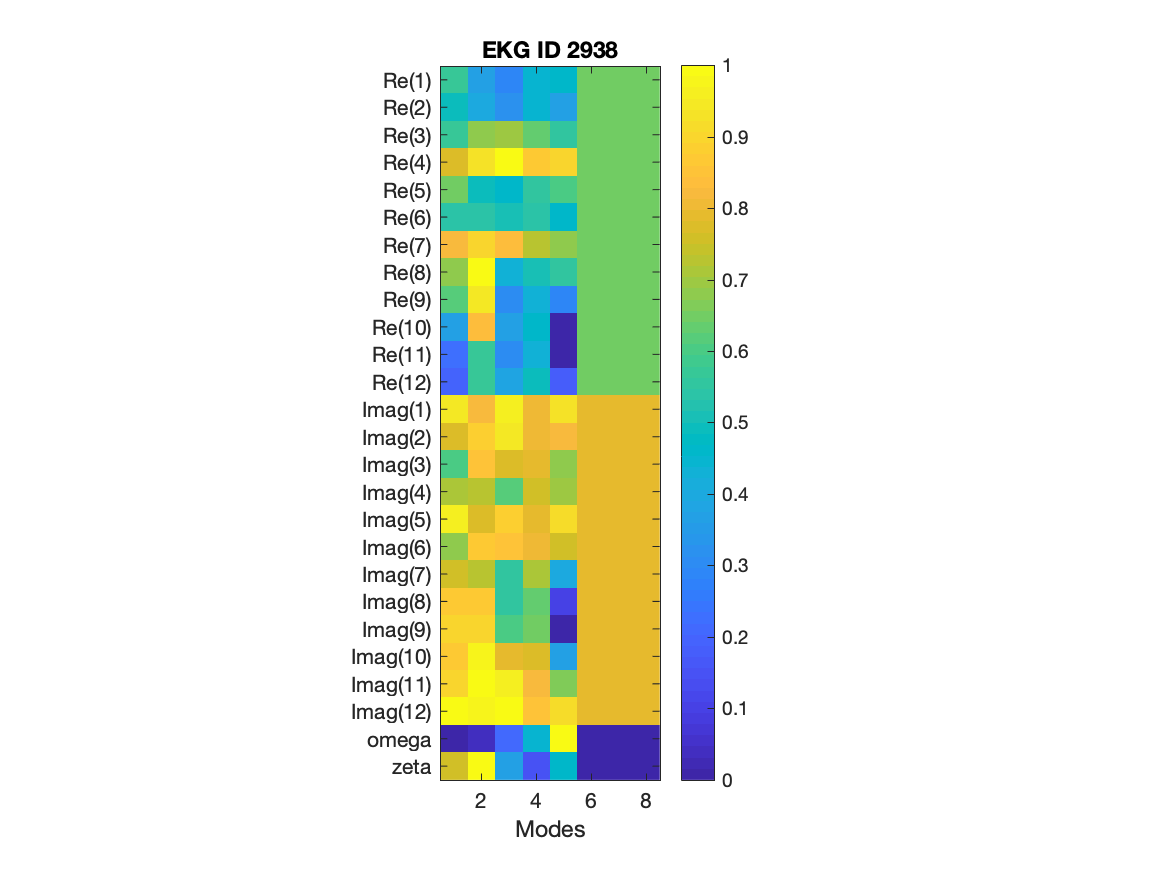 EKG ID 2938
Re(1)
Re(2)
Re(3)
Re(4)
Re(5)
Re(6)
Re(7)
Re(8)
Re(9)
Re(10)
Re(11)
Re(12)
Imag(1)
Imag(2)
Imag(3)
Imag(4)
Imag(5)
Imag(6)
Imag(7)
Imag(8)
Imag(9)
Imag(10)
Imag(11)
Imag(12)
omega
zeta
2 4 6 8
Modes
1
0.9
0.8
0.7
0.6
0.5
0.4
0.3
0.2
0.1
0